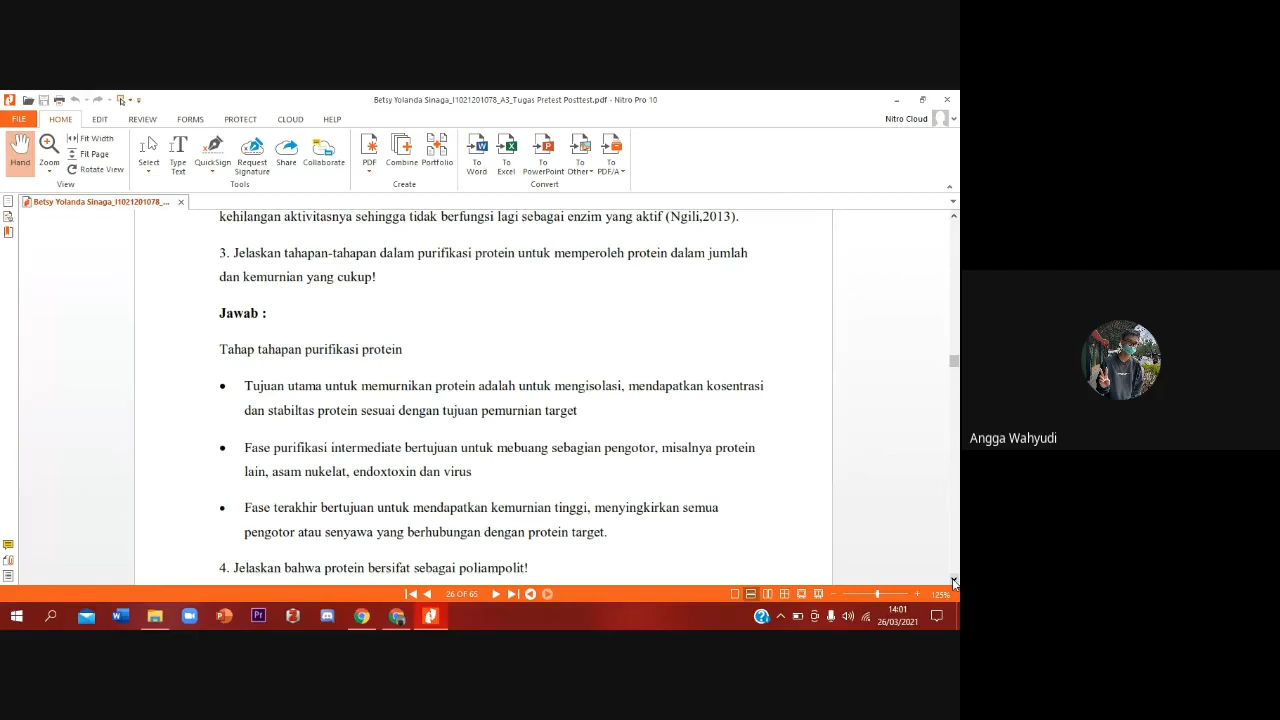 Betsy Yolanda Sinaga_I1021201078_A3_Tugas Pretest Posttest.pdf - Nitro Pro 10
FILE HOME EDIT REVIEW FORMS PROTECT CLOUD HELP Nitro Cloud
Hand Zoom Fit Width Fit Page Rotate View Select Type Text QuickSign Request Signature Share Collaborate PDF Combine Portfolio To Word To Excel To PowerPoint To Other To PDF/A
View Tools Create Convert
Betsy Yolanda Sinaga_I1021201078_...
kehilangan aktivitasnya sehingga tidak berfungsi lagi sebagai enzim yang aktif (Ngili,2013).
3. Jelaskan tahapan-tahapan dalam purifikasi protein untuk memperoleh protein dalam jumlah
dan kemurnian yang cukup!
Jawab :
Tahap tahapan purifikasi protein
• Tujuan utama untuk memurnikan protein adalah untuk mengisolasi, mendapatkan kosentrasi
dan stabiltas protein sesuai dengan tujuan pemurnian target
• Fase purifikasi intermediate bertujuan untuk mebuang sebagian pengotor, misalnya protein
lain, asam nukelat, endoxtoxin dan virus
• Fase terakhir bertujuan untuk mendapatkan kemurnian tinggi, menyingkirkan semua
pengotor atau senyawa yang berhubungan dengan protein target.
4. Jelaskan bahwa protein bersifat sebagai poliampolit!
26 OF 65
125%
14:01
26/03/2021
Angga Wahyudi